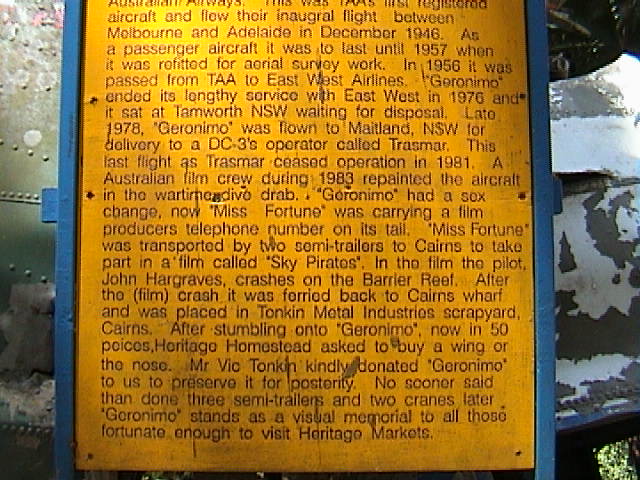 Australian Airways. This was TAA's first registered
aircraft and flew their inaugral flight between
Melbourne and Adelaide in December 1946. As
a passenger aircraft it was to last until 1957 when
it was refitted for aerial survey work. In 1956 it was
passed from TAA to East West Airlines. "Geronimo"
ended its lengthy service with East West in 1976 and
it sat at Tamworth NSW waiting for disposal. Late
1978, "Geronimo" was flown to Maitland, NSW for
delivery to a DC-3's operator called Trasmar. This
last flight as Trasmar ceased operation in 1981. A
Australian film crew during 1983 repainted the aircraft
in the wartime olive drab. "Geronimo" had a sex
change, now "Miss Fortune" was carrying a film
producers telephone number on its tail. "Miss Fortune"
was transported by two semi-trailers to Cairns to take
part in a film called "Sky Pirates". In the film the pilot,
John Hargraves, crashes on the Barrier Reef. After
the (film) crash it was ferried back to Cairns wharf
and was placed in Tonkin Metal Industries scrapyard,
Cairns. After stumbling onto "Geronimo", now in 50
peices,Heritage Homestead asked to buy a wing or
the nose. Mr Vic Tonkin kindly donated "Geronimo"
to us to preserve it for posterity. No sooner said
than done three semi-trailers and two cranes later
"Geronimo" stands as a visual memorial to all those
fortunate enough to visit Heritage Markets.